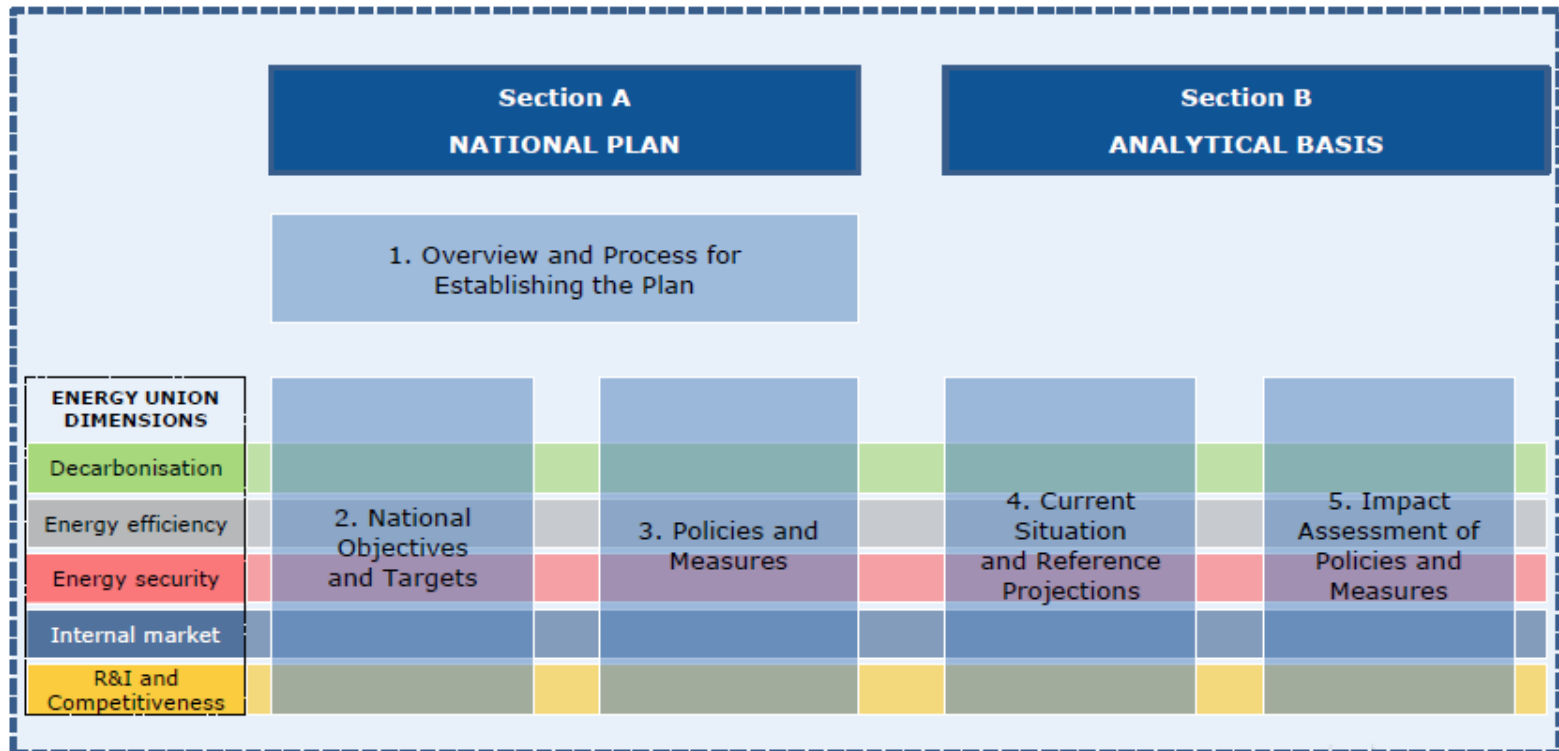 Section A
NATIONAL PLAN
Section B
ANALYTICAL BASIS
1. Overview and Process for
Establishing the Plan
ENERGY UNION
DIMENSIONS
Decarbonisation
Energy efficiency
Energy security
Internal market
R&I and
Competitiveness
2. National
Objectives
and Targets
3. Policies and
Measures
4. Current
Situation
and Reference
Projections
5. Impact
Assessment of
Policies and
Measures